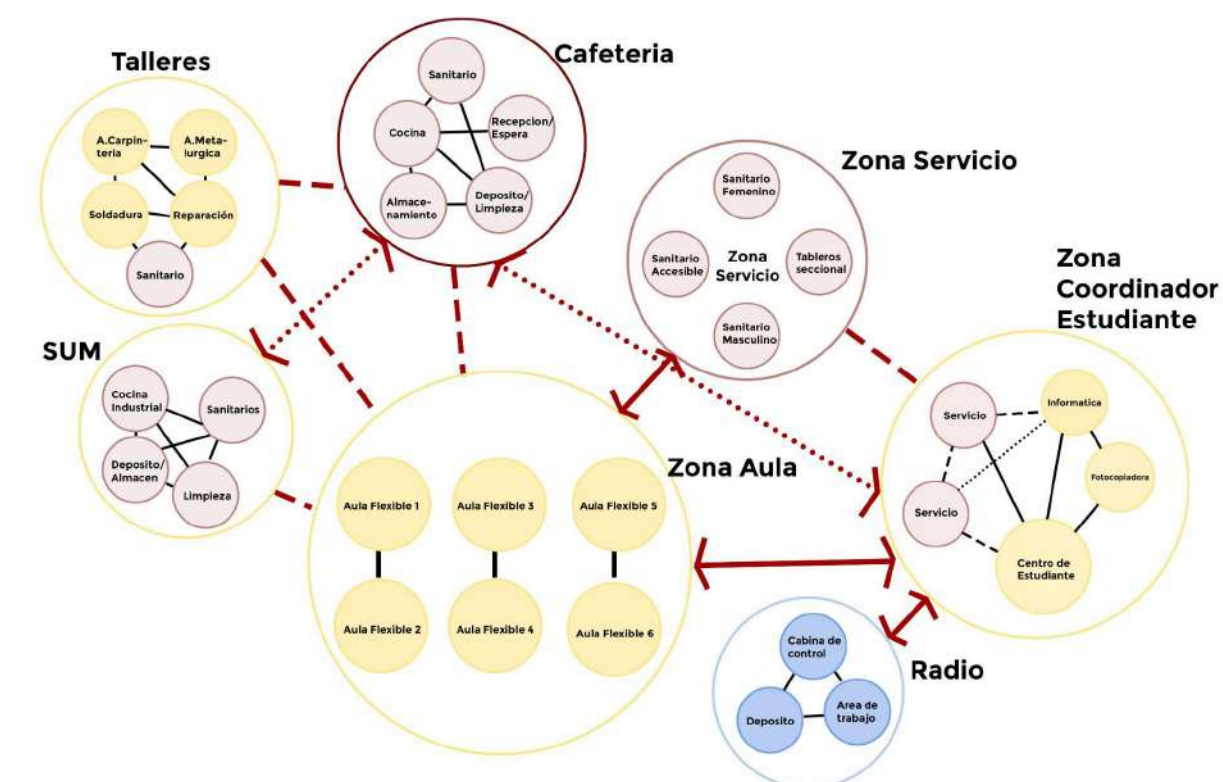 Talleres
A.Carpin-
teria
A.Meta-
lurgica
Soldadura
Reparación
Sanitario
Cafeteria
Sanitario
Cocina
Recepcion/
Espera
Almace-
namiento
Deposito/
Limpieza
Zona Servicio
Sanitario
Femenino
Sanitario
Accesible
Zona
Servicio
Tableros
seccional
Sanitario
Masculino
Zona
Coordinador
Estudiante
Servicio
Informatica
Fotocopiadora
Servicio
Centro de
Estudiante
SUM
Cocina
Industrial
Sanitarios
Deposito/
Almacen
Limpieza
Zona Aula
Aula Flexible 1
Aula Flexible 3
Aula Flexible 5
Aula Flexible 2
Aula Flexible 4
Aula Flexible 6
Radio
Cabina de
control
Deposito
Area de
trabajo